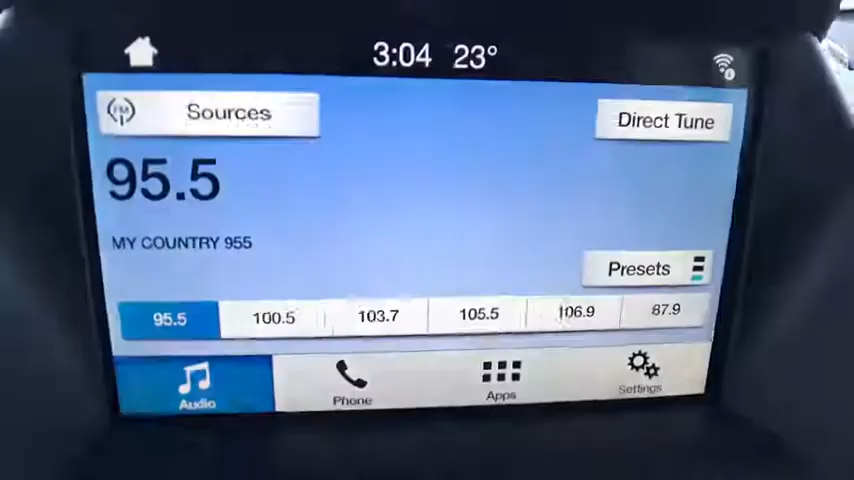 3:04 23°
FM Sources
Direct Tune
95.5
MY COUNTRY 955
Presets
95.5 100.5 103.7 105.5 106.9 87.9
Audio Phone Apps Settings